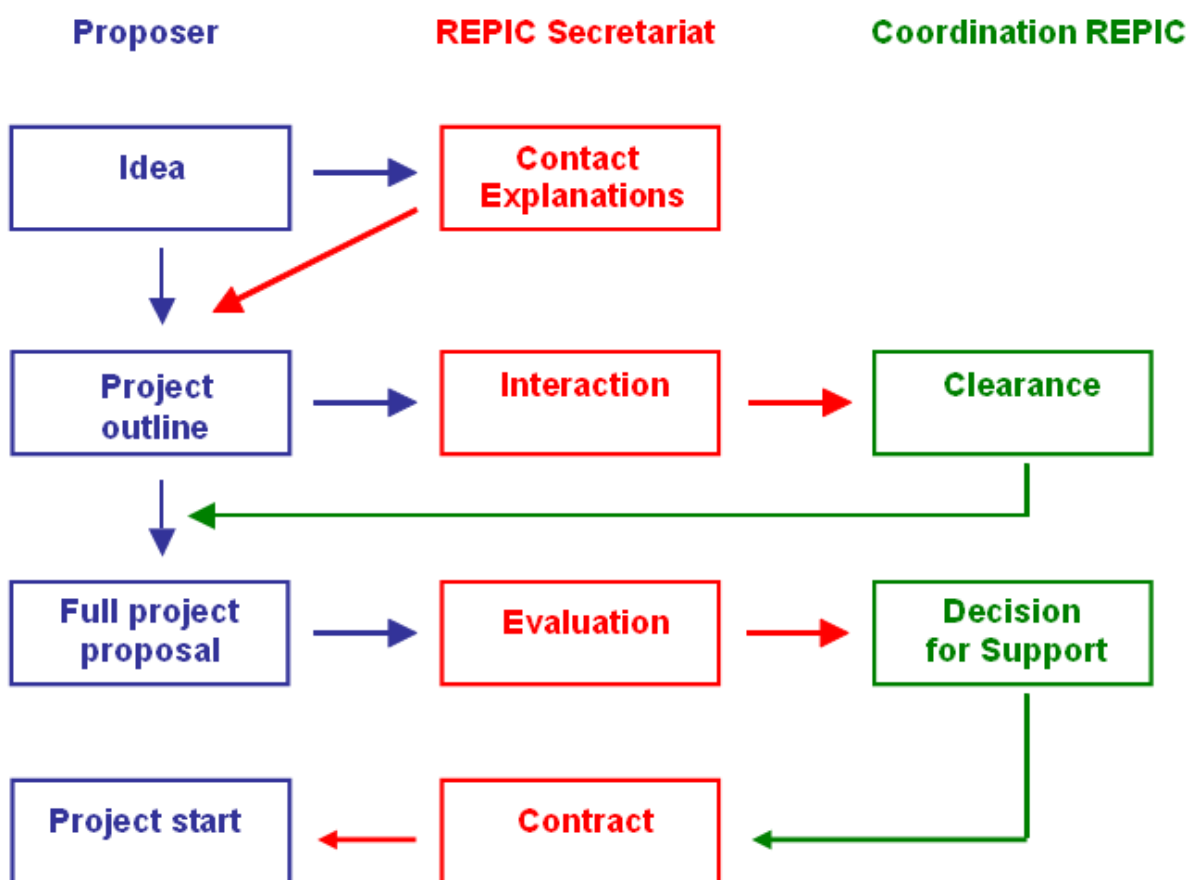 Proposer
REPIC Secretariat
Coordination REPIC
Idea
Contact
Explanations
Project
outline
Interaction
Clearance
Full project
proposal
Evaluation
Decision
for Support
Project start
Contract